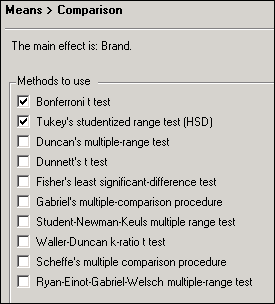 Means > Comparison
The main effect is: Brand.
Methods to use
Bonferroni t test
Tukey's studentized range test (HSD)
Duncan's multiple-range test
Dunnett's t test
Fisher's least significant-difference test
Gabriel's multiple-comparison procedure
Student-Newman-Keuls multiple range test
Waller-Duncan k-ratio t test
Scheffe's multiple comparison procedure
Ryan-Einot-Gabriel-Welsch multiple-range test